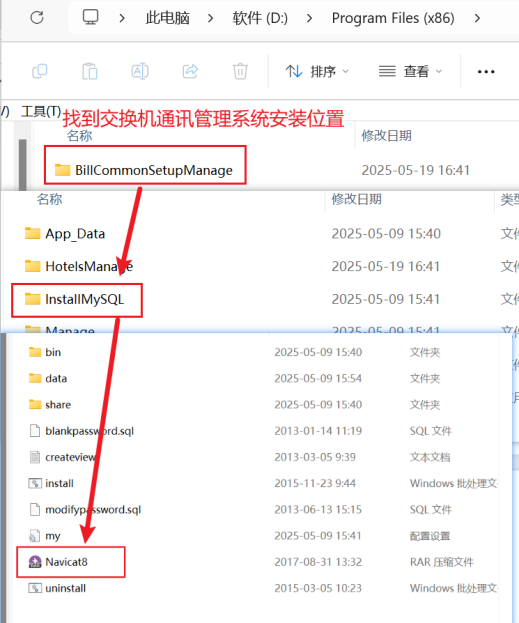 此电脑 > 软件 (D:) > Program Files (x86) >
排序 查看 ...
/) 工具(T)
找到交换机通讯管理系统安装位置
名称 修改日期
BillCommonSetupManage 2025-05-19 16:41
名称 修改日期 类型
App_Data 2025-05-09 15:40 文件
HotelsManage 2025-05-19 16:41 文件
InstallMySQL 2025-05-09 15:41 文件
Manage 2025-05-09 15:41
bin 2025-05-09 15:40 文件夹
data 2025-05-09 15:54 文件夹
share 2025-05-09 15:40 文件夹
blankpassword.sql 2013-01-14 11:19 SQL 文件
createview 2013-03-05 9:39 文本文档
install 2015-11-23 9:44 Windows 批处理文
modifypassword.sql 2013-06-13 15:15 SQL 文件
my 2025-05-09 15:41 配置设置
Navicat8 2017-08-31 13:32 RAR 压缩文件
uninstall 2015-03-05 10:23 Windows 批处理文